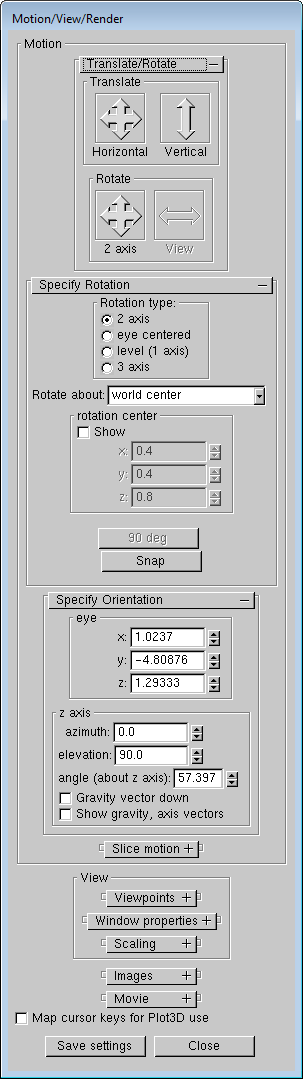 Motion/View/Render
Motion
Translate/Rotate −
Translate
Horizontal Vertical
Rotate
2 axis View
Specify Rotation −
Rotation type:
2 axis
eye centered
level (1 axis)
3 axis
Rotate about: world center
rotation center
Show
x: 0.4
y: 0.4
z: 0.8
90 deg
Snap
Specify Orientation −
eye
x: 1.0237
y: −4.80876
z: 1.29333
z axis
azimuth: 0.0
elevation: 90.0
angle (about z axis): 57.397
Gravity vector down
Show gravity, axis vectors
Slice motion +
View
Viewpoints +
Window properties +
Scaling +
Images +
Movie +
Map cursor keys for Plot3D use
Save settings Close